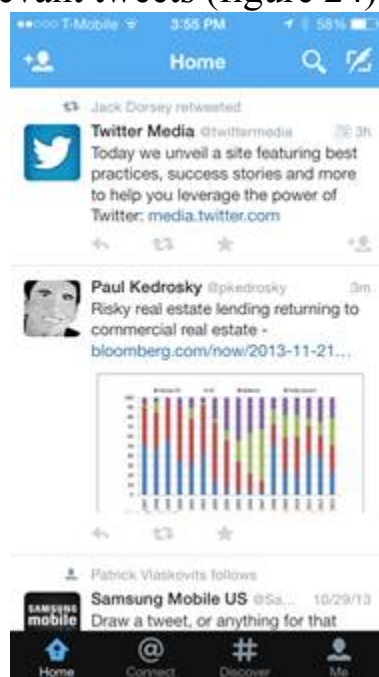 evant tweets (figure 24)
T-Mobile 3:55 PM 58%
Home
Jack Dorsey retweeted
Twitter Media @twittermedia 3h
Today we unveil a site featuring best
practices, success stories and more
to help you leverage the power of
Twitter: media.twitter.com
Paul Kedrosky @pkedrosky 3m
Risky real estate lending returning to
commercial real estate -
bloomberg.com/now/2013-11-21...
Patrick Vlaskovits follows
SAMSUNG
mobile
Samsung Mobile US @Sa... 10/29/13
Draw a tweet, or anything for that
Home Connect Discover Me